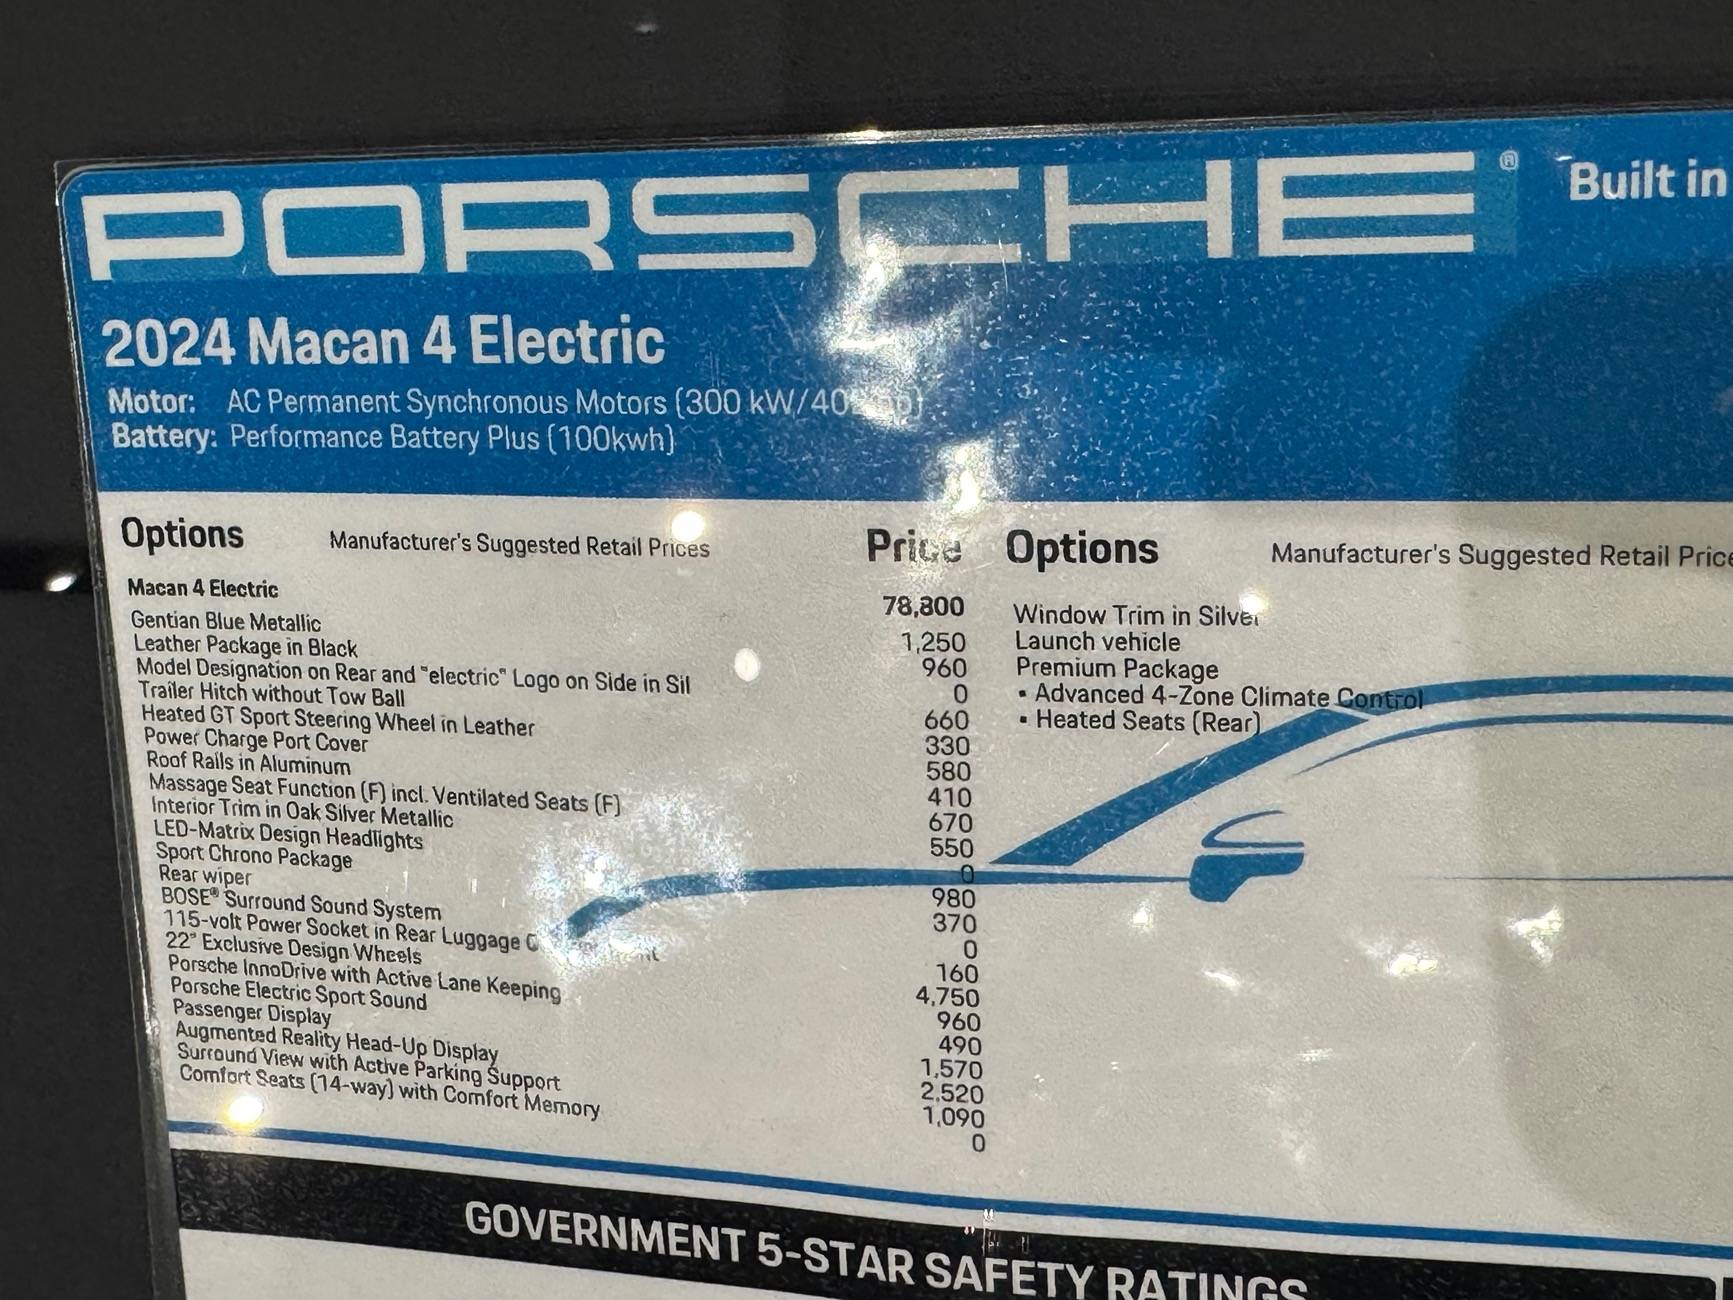 PORSCHE®
Built in
2024 Macan 4 Electric
Motor: AC Permanent Synchronous Motors (300 kW/40
Battery: Performance Battery Plus (100kwh)
Options Manufacturer's Suggested Retail Prices Price
Macan 4 Electric 78,800
Gentian Blue Metallic 1,250
Leather Package in Black 960
Model Designation on Rear and "electric" Logo on Side in Sil 0
Trailer Hitch without Tow Ball 660
Heated GT Sport Steering Wheel in Leather 330
Power Charge Port Cover 580
Roof Rails in Aluminum 410
Massage Seat Function (F) incl. Ventilated Seats (F) 670
Interior Trim in Oak Silver Metallic 550
LED-Matrix Design Headlights 0
Sport Chrono Package 980
Rear wiper 370
BOSE® Surround Sound System 0
115-volt Power Socket in Rear Luggage 160
22" Exclusive Design Wheels 4,750
Porsche InnoDrive with Active Lane Keeping 960
Porsche Electric Sport Sound 490
Passenger Display 1,570
Augmented Reality Head-Up Display 2,520
Surround View with Active Parking Support 1,090
Comfort Seats (14-way) with Comfort Memory 0
Options Manufacturer's Suggested Retail Price
Window Trim in Silver
Launch vehicle
Premium Package
• Advanced 4-Zone Climate Control
• Heated Seats (Rear)
GOVERNMENT 5-STAR SAFETY RATINGS